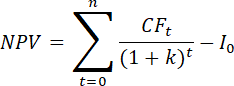 NPV = \sum_{t=0}^{n} \frac{CF_t}{(1 + k)^t} - I_0